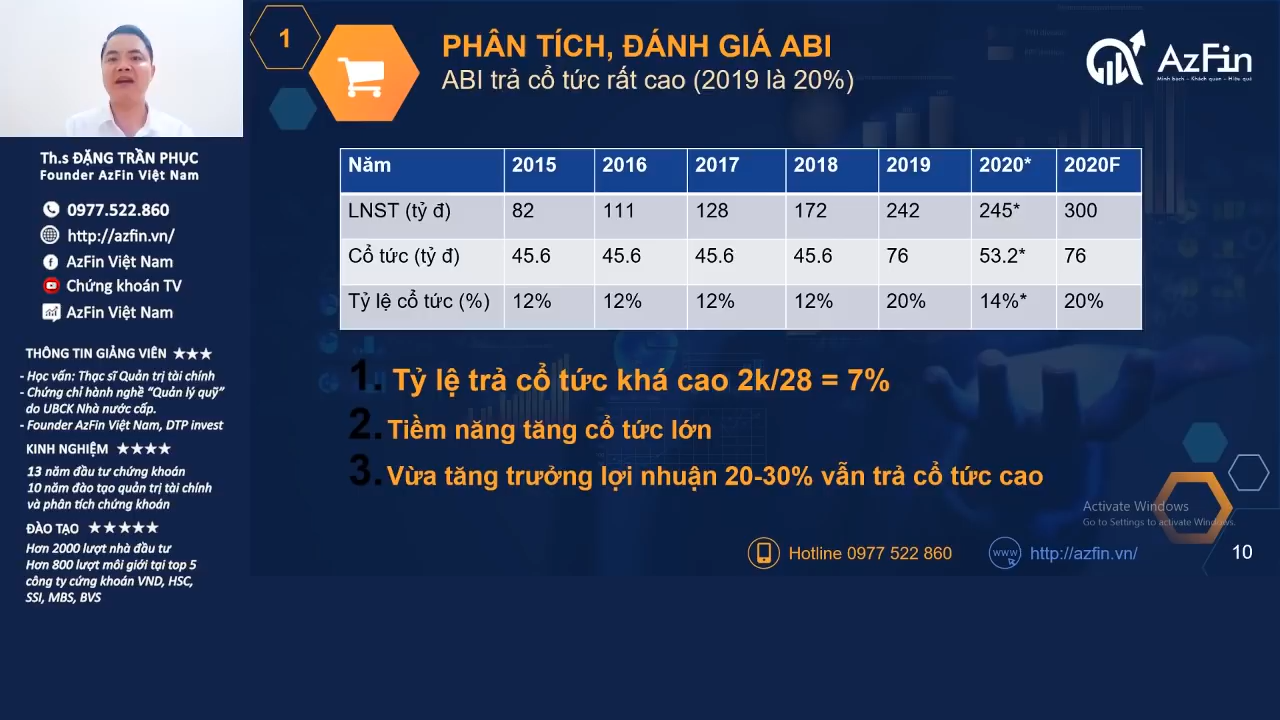 1
PHÂN TÍCH, ĐÁNH GIÁ ABI
ABI trả cổ tức rất cao (2019 là 20%)
AzFin
Minh bạch - Khách quan - Hiệu quả
Th.s ĐẶNG TRẦN PHỤC
Founder AzFin Việt Nam
0977.522.860
http://azfin.vn/
AzFin Việt Nam
Chứng khoán TV
AzFin Việt Nam
THÔNG TIN GIẢNG VIÊN ★★★
- Học vấn: Thạc sĩ Quản trị tài chính
- Chứng chỉ hành nghề "Quản lý quỹ"
do UBCK Nhà nước cấp.
- Founder AzFin Việt Nam, DTP invest
KINH NGHIỆM ★★★★
13 năm đầu tư chứng khoán
10 năm đào tạo quản trị tài chính
và phân tích chứng khoán
ĐÀO TẠO ★★★★★
Hơn 2000 lượt nhà đầu tư
Hơn 800 lượt môi giới tại top 5
công ty cứng khoán VND, HSC,
SSI, MBS, BVS
Năm 2015 2016 2017 2018 2019 2020* 2020F
LNST (tỷ đ) 82 111 128 172 242 245* 300
Cổ tức (tỷ đ) 45.6 45.6 45.6 45.6 76 53.2* 76
Tỷ lệ cổ tức (%) 12% 12% 12% 12% 20% 14%* 20%
1. Tỷ lệ trả cổ tức khá cao 2k/28 = 7%
2. Tiềm năng tăng cổ tức lớn
3. Vừa tăng trưởng lợi nhuận 20-30% vẫn trả cổ tức cao
Activate Windows
Go to Settings to activate Windows.
Hotline 0977 522 860
www
http://azfin.vn/
10